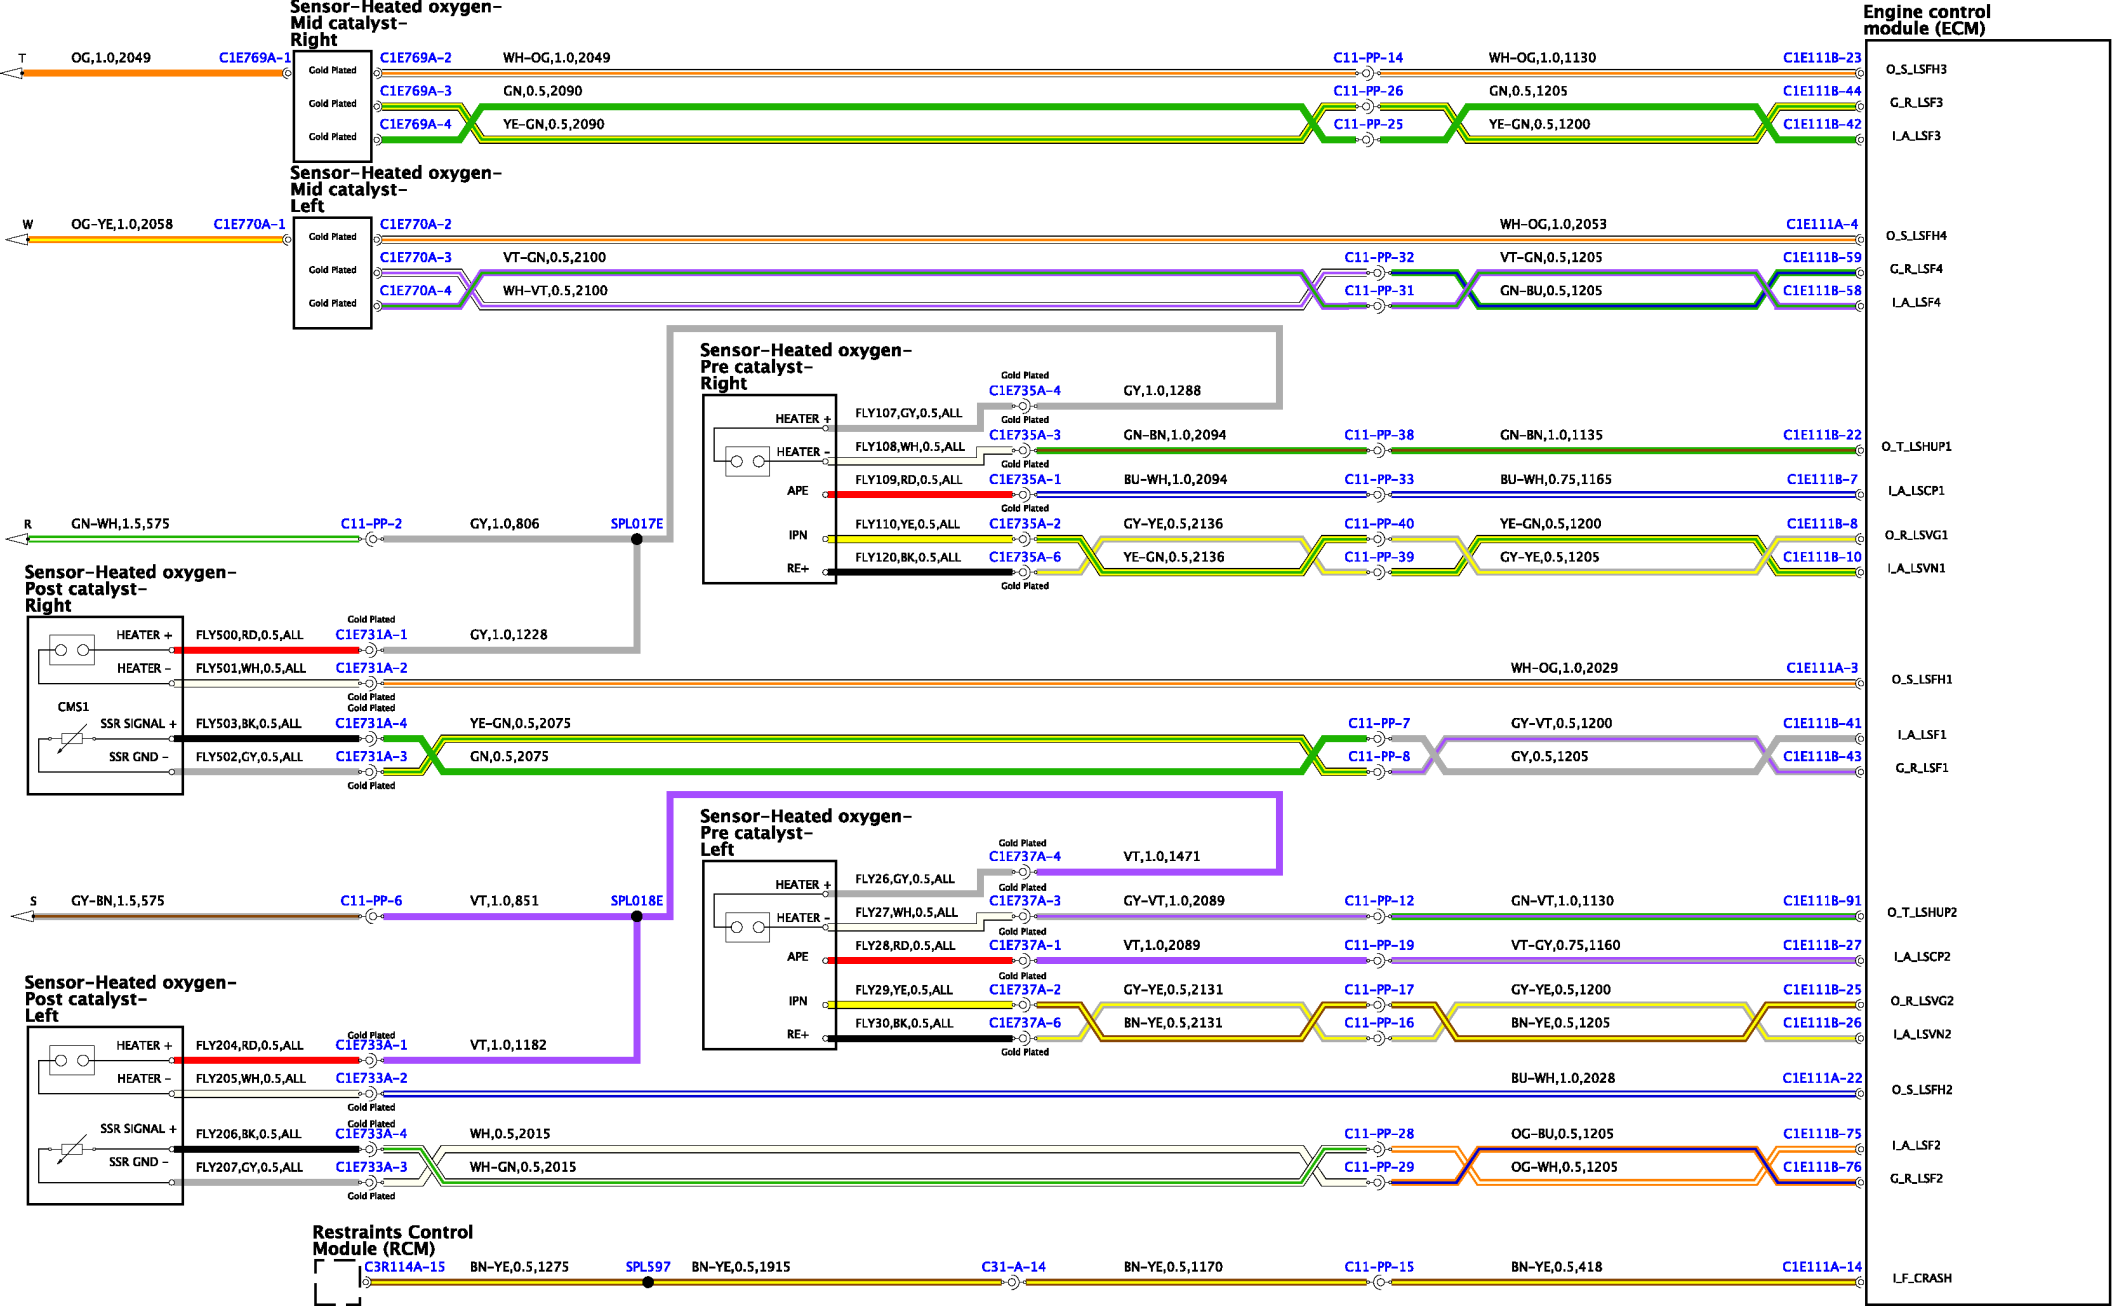 Sensor-Heated oxygen-
Mid catalyst-
Right
Engine control
module (ECM)
T OG,1.0,2049 C1E769A-1 Gold Plated C1E769A-2 WH-OG,1.0,2049 C11-PP-14 WH-OG,1.0,1130 C1E111B-23 O_S_LSFH3
Gold Plated C1E769A-3 GN,0.5,2090 C11-PP-26 GN,0.5,1205 C1E111B-44 G_R_LSF3
Gold Plated C1E769A-4 YE-GN,0.5,2090 C11-PP-25 YE-GN,0.5,1200 C1E111B-42 I_A_LSF3
Sensor-Heated oxygen-
Mid catalyst-
Left
W OG-YE,1.0,2058 C1E770A-1 Gold Plated C1E770A-2 WH-OG,1.0,2053 C1E111A-4 O_S_LSFH4
Gold Plated C1E770A-3 VT-GN,0.5,2100 C11-PP-32 VT-GN,0.5,1205 C1E111B-59 G_R_LSF4
Gold Plated C1E770A-4 WH-VT,0.5,2100 C11-PP-31 GN-BU,0.5,1205 C1E111B-58 I_A_LSF4
Sensor-Heated oxygen-
Pre catalyst-
Right
Gold Plated
C1E735A-4 GY,1.0,1288
HEATER + FLY107,GY,0.5,ALL Gold Plated
HEATER - FLY108,WH,0.5,ALL C1E735A-3 GN-BN,1.0,2094 C11-PP-38 GN-BN,1.0,1135 C1E111B-22 O_T_LSHUP1
Gold Plated
APE FLY109,RD,0.5,ALL C1E735A-1 BU-WH,1.0,2094 C11-PP-33 BU-WH,0.75,1165 C1E111B-7 I_A_LSCP1
Gold Plated
R GN-WH,1.5,575 C11-PP-2 GY,1.0,806 SPL017E IPN FLY110,YE,0.5,ALL C1E735A-2 GY-YE,0.5,2136 C11-PP-40 YE-GN,0.5,1200 C1E111B-8 O_R_LSVG1
RE+ FLY120,BK,0.5,ALL C1E735A-6 YE-GN,0.5,2136 C11-PP-39 GY-YE,0.5,1205 C1E111B-10 I_A_LSVN1
Gold Plated
Sensor-Heated oxygen-
Post catalyst-
Right
Gold Plated
HEATER + FLY500,RD,0.5,ALL C1E731A-1 GY,1.0,1228
HEATER - FLY501,WH,0.5,ALL C1E731A-2 WH-OG,1.0,2029 C1E111A-3 O_S_LSFH1
Gold Plated
CMS1 Gold Plated
SSR SIGNAL + FLY503,BK,0.5,ALL C1E731A-4 YE-GN,0.5,2075 C11-PP-7 GY-VT,0.5,1200 C1E111B-41 I_A_LSF1
SSR GND - FLY502,GY,0.5,ALL C1E731A-3 GN,0.5,2075 C11-PP-8 GY,0.5,1205 C1E111B-43 G_R_LSF1
Gold Plated
Sensor-Heated oxygen-
Pre catalyst-
Left
Gold Plated
C1E737A-4 VT,1.0,1471
HEATER + FLY26,GY,0.5,ALL Gold Plated
S GY-BN,1.5,575 C11-PP-6 VT,1.0,851 SPL018E HEATER - FLY27,WH,0.5,ALL C1E737A-3 GY-VT,1.0,2089 C11-PP-12 GN-VT,1.0,1130 C1E111B-91 O_T_LSHUP2
Gold Plated
APE FLY28,RD,0.5,ALL C1E737A-1 VT,1.0,2089 C11-PP-19 VT-GY,0.75,1160 C1E111B-27 I_A_LSCP2
Gold Plated
IPN FLY29,YE,0.5,ALL C1E737A-2 GY-YE,0.5,2131 C11-PP-17 GY-YE,0.5,1200 C1E111B-25 O_R_LSVG2
RE+ FLY30,BK,0.5,ALL C1E737A-6 BN-YE,0.5,2131 C11-PP-16 BN-YE,0.5,1205 C1E111B-26 I_A_LSVN2
Gold Plated
Sensor-Heated oxygen-
Post catalyst-
Left
Gold Plated
HEATER + FLY204,RD,0.5,ALL C1E733A-1 VT,1.0,1182
HEATER - FLY205,WH,0.5,ALL C1E733A-2 BU-WH,1.0,2028 C1E111A-22 O_S_LSFH2
Gold Plated
Gold Plated
SSR SIGNAL + FLY206,BK,0.5,ALL C1E733A-4 WH,0.5,2015 C11-PP-28 OG-BU,0.5,1205 C1E111B-75 I_A_LSF2
SSR GND - FLY207,GY,0.5,ALL C1E733A-3 WH-GN,0.5,2015 C11-PP-29 OG-WH,0.5,1205 C1E111B-76 G_R_LSF2
Gold Plated
Restraints Control
Module (RCM)
C3R114A-15 BN-YE,0.5,1275 SPL597 BN-YE,0.5,1915 C31-A-14 BN-YE,0.5,1170 C11-PP-15 BN-YE,0.5,418 C1E111A-14 I_F_CRASH